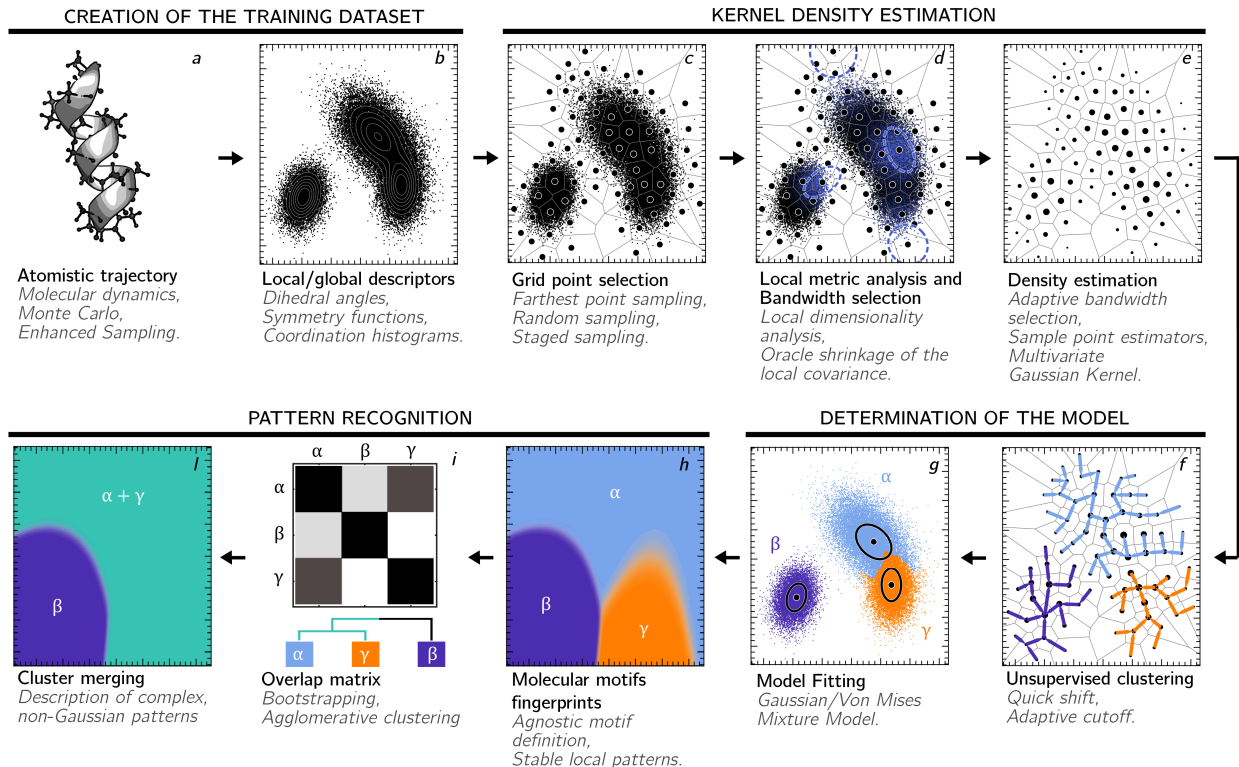 CREATION OF THE TRAINING DATASET
KERNEL DENSITY ESTIMATION
a
b
c
d
e
Atomistic trajectory
Molecular dynamics,
Monte Carlo,
Enhanced Sampling.
Local/global descriptors
Dihedral angles,
Symmetry functions,
Coordination histograms.
Grid point selection
Farthest point sampling,
Random sampling,
Staged sampling.
Local metric analysis and
Bandwidth selection
Local dimensionality
analysis,
Oracle shrinkage of the
local covariance.
Density estimation
Adaptive bandwidth
selection,
Sample point estimators,
Multivariate
Gaussian Kernel.
PATTERN RECOGNITION
DETERMINATION OF THE MODEL
l
α + γ
β
Cluster merging
Description of complex,
non-Gaussian patterns
i
α β γ
α
β
γ
α γ β
Overlap matrix
Bootstrapping,
Agglomerative clustering
h
α
β
γ
Molecular motifs
fingerprints
Agnostic motif
definition,
Stable local patterns.
g
α
β
γ
Model Fitting
Gaussian/Von Mises
Mixture Model.
f
Unsupervised clustering
Quick shift,
Adaptive cutoff.